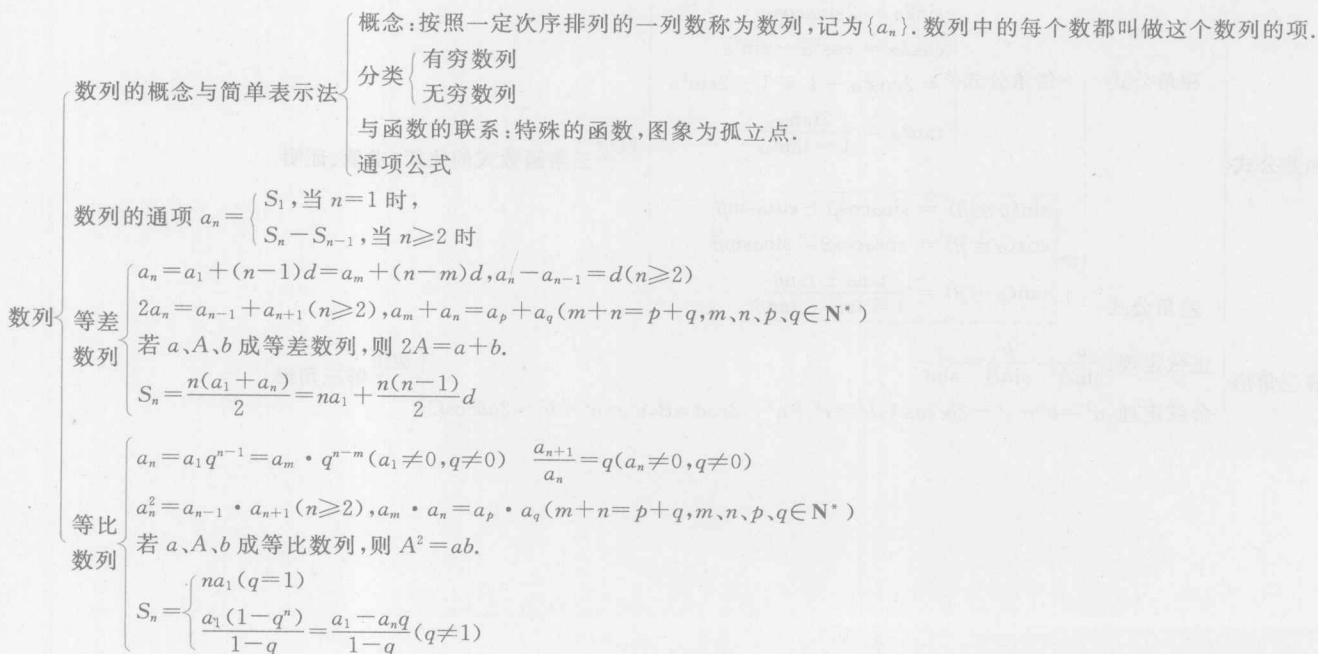 概念:按照一定次序排列的一列数称为数列,记为{aₙ}.数列中的每个数都叫做这个数列的项.
数列的概念与简单表示法
分类
有穷数列
无穷数列
与函数的联系:特殊的函数,图象为孤立点.
通项公式
数列的通项 aₙ= { S₁,当 n=1 时,
Sₙ−Sₙ₋₁,当 n≥2 时
数列
等差
数列
aₙ=a₁+(n−1)d=aₘ+(n−m)d,aₙ−aₙ₋₁=d(n≥2)
2aₙ=aₙ₋₁+aₙ₊₁(n≥2),aₘ+aₙ=aₚ+a_q(m+n=p+q,m、n、p、q∈N*)
若 a、A、b 成等差数列,则 2A=a+b.
Sₙ=n(a₁+aₙ)/2=na₁+n(n−1)/2 d
等比
数列
aₙ=a₁qⁿ⁻¹=aₘ·qⁿ⁻ᵐ(a₁≠0,q≠0) aₙ₊₁/aₙ=q(aₙ≠0,q≠0)
aₙ²=aₙ₋₁·aₙ₊₁(n≥2),aₘ·aₙ=aₚ·a_q(m+n=p+q,m、n、p、q∈N*)
若 a、A、b 成等比数列,则 A²=ab.
Sₙ= { na₁(q=1)
a₁(1−qⁿ)/1−q=a₁−aₙq/1−q(q≠1)